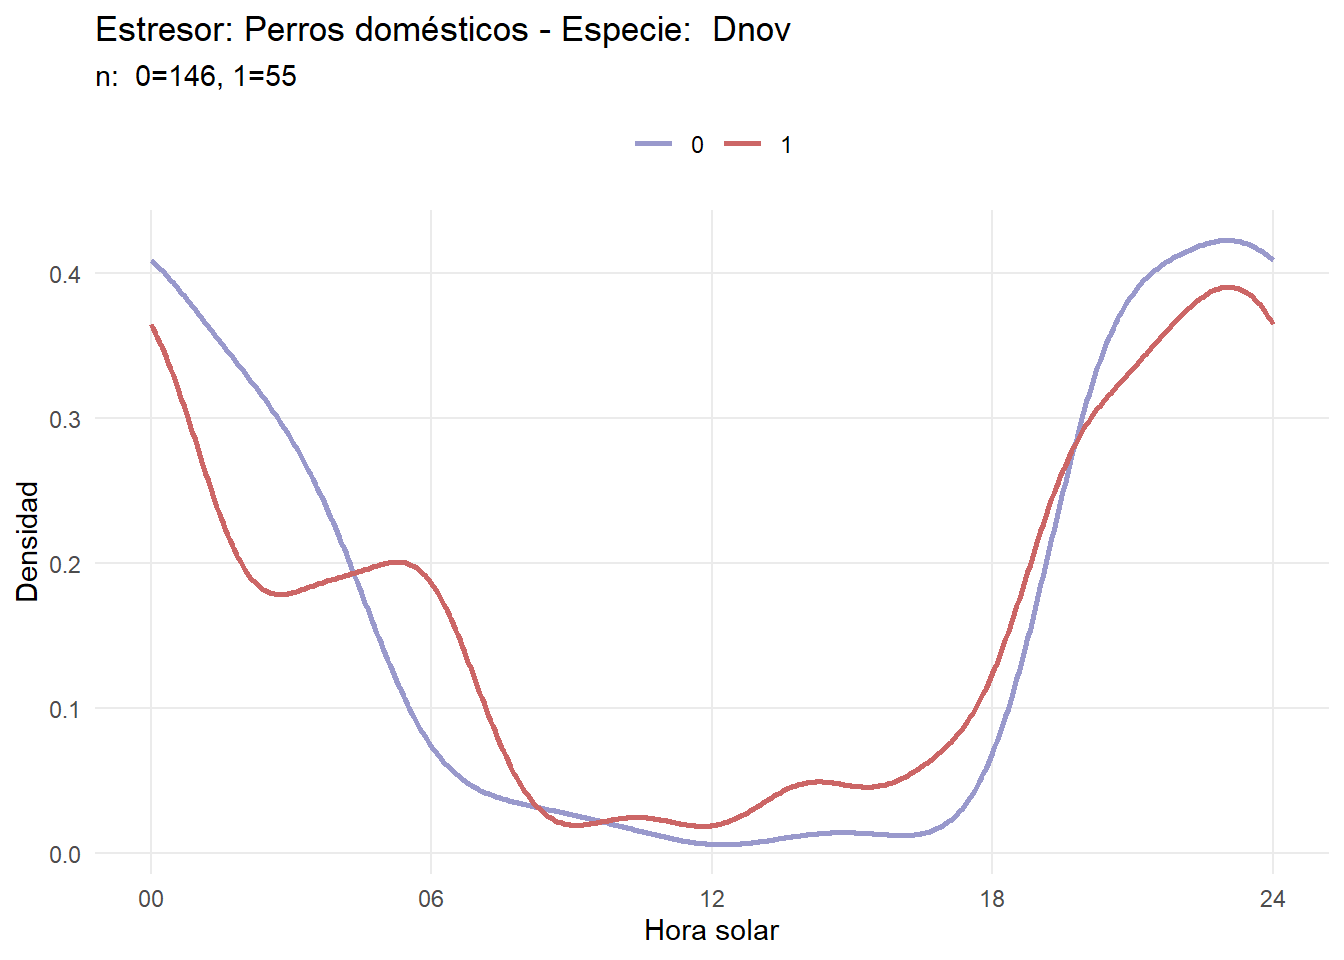 Estresor: Perros domésticos - Especie:  Dnov
n:  0=146, 1=55
0 1
0.4
0.3
0.2
0.1
0.0
Densidad
00 06 12 18 24
Hora solar